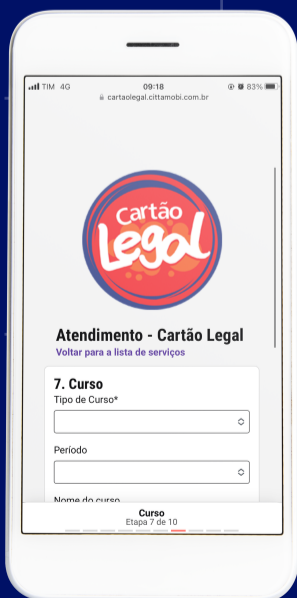 TIM 4G 09:18 83%
cartaolegal.cittamobi.com.br
Cartão
Legal
Atendimento - Cartão Legal
Voltar para a lista de serviços
7. Curso
Tipo de Curso*
Período
Nome do curso
Curso
Etapa 7 de 10